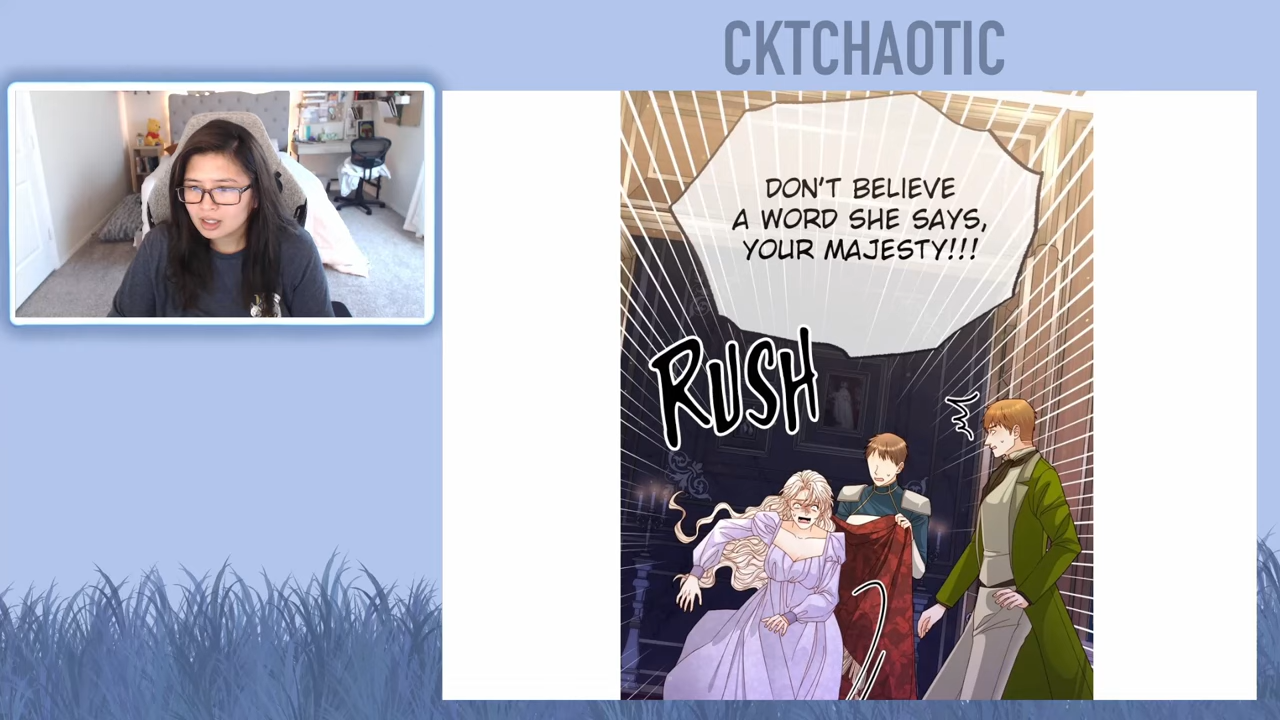 CKTCHAOTIC
DON'T BELIEVE
A WORD SHE SAYS,
YOUR MAJESTY!!!
RUSH